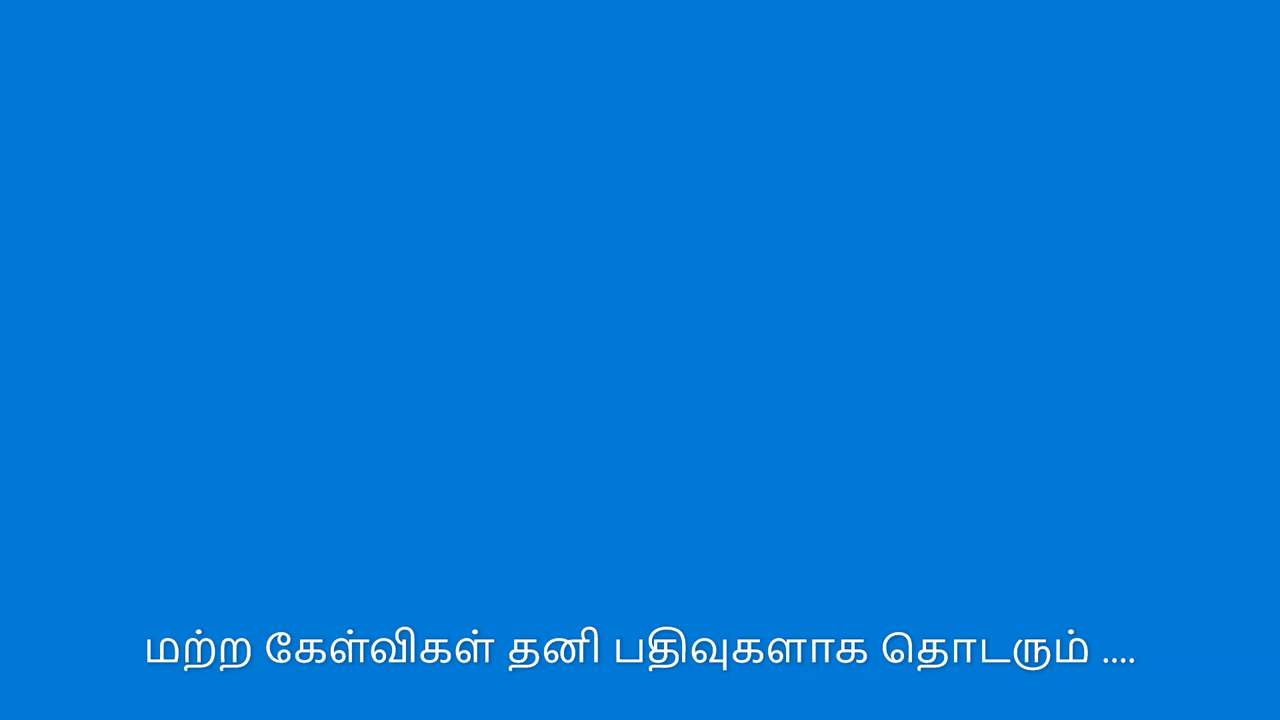 மற்ற கேள்விகள் தனி பதிவுகளாக தொடரும் ....